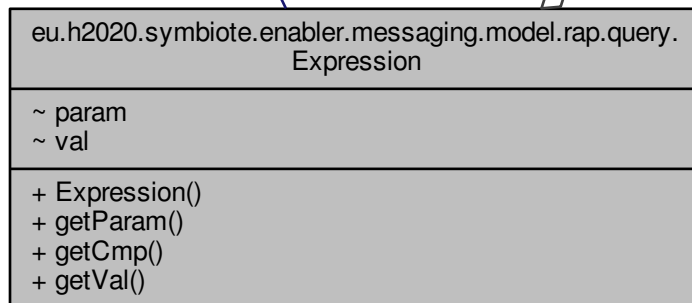 eu.h2020.symbiote.enabler.messaging.model.rap.query.
Expression
~ param
~ val
+ Expression()
+ getParam()
+ getCmp()
+ getVal()